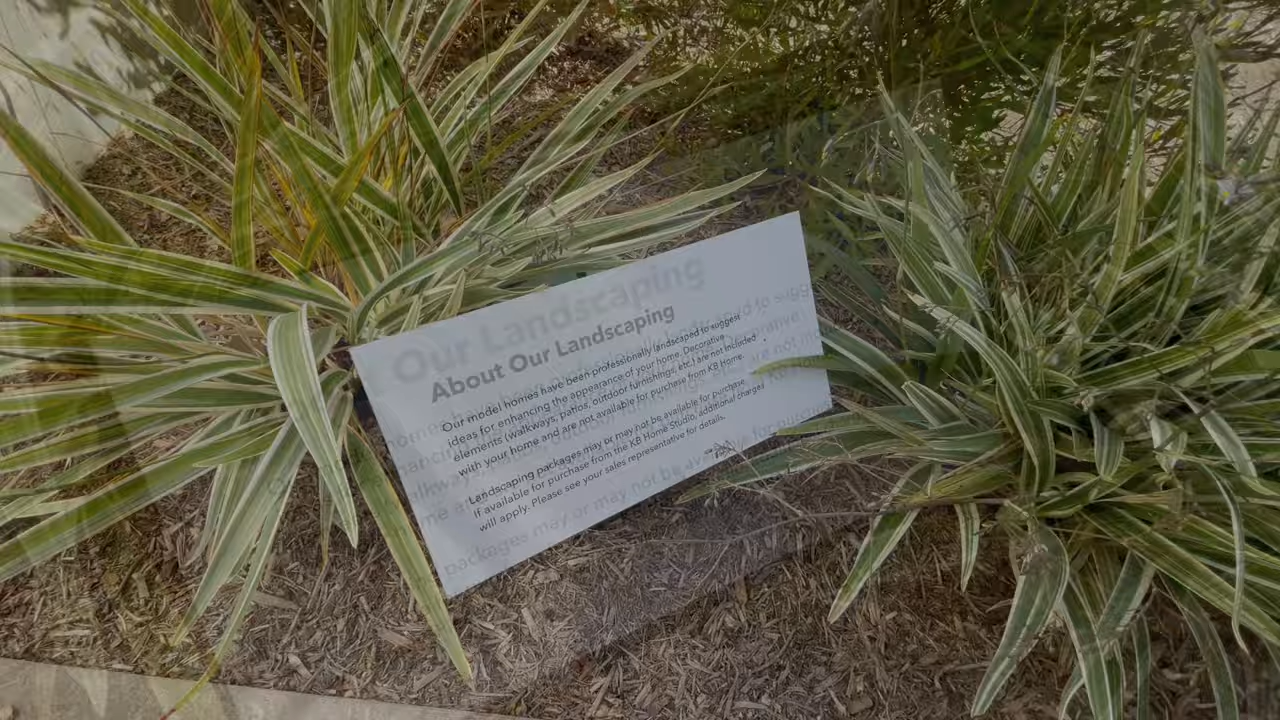 About Our Landscaping
Our model homes have been professionally landscaped to suggest
ideas for enhancing the appearance of your home. Decorative
elements (walkways, patios, outdoor furnishings, etc.) are not included
with your home and are not available for purchase from KB Home.
Landscaping packages may or may not be available for purchase
If available for purchase from the KB Home Studio, additional charges
will apply. Please see your sales representative for details.